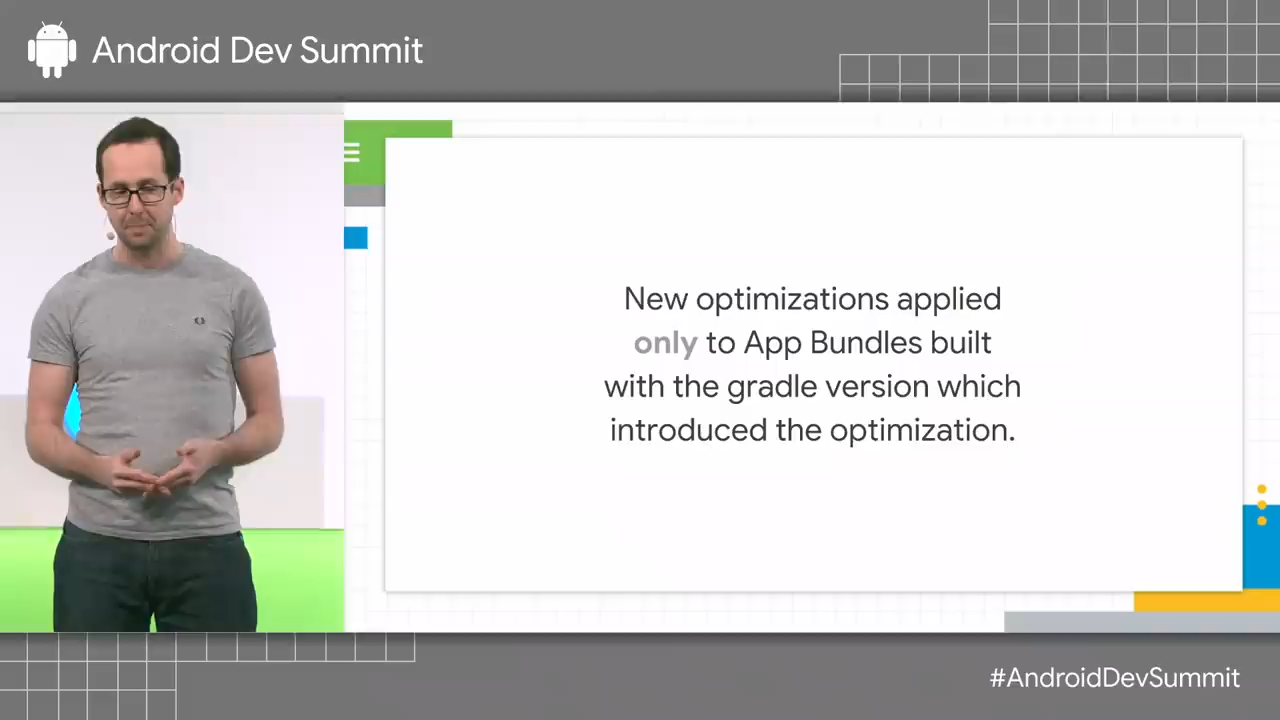 Android Dev Summit
New optimizations applied
only to App Bundles built
with the gradle version which
introduced the optimization.
#AndroidDevSummit